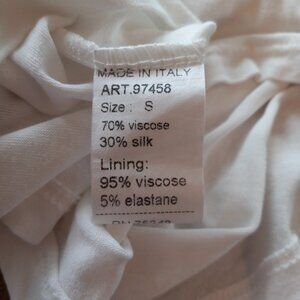 MADE IN ITALY
ART.97458
Size : S
70% viscose
30% silk
Lining:
95% viscose
5% elastane